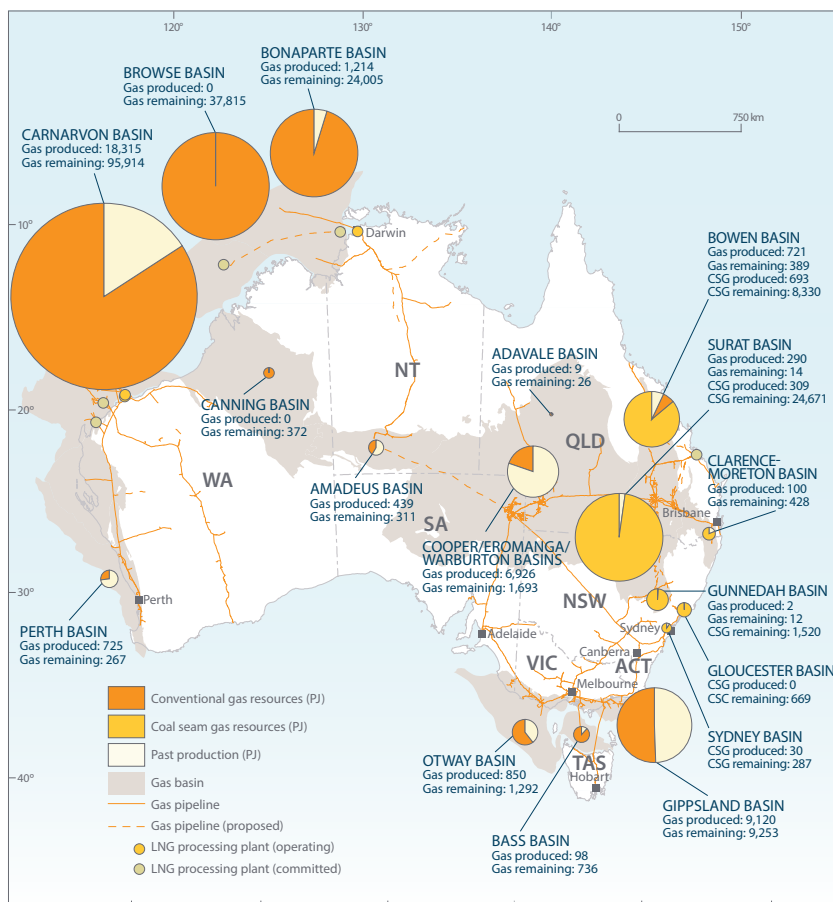 120°
130°
140°
150°
BONAPARTE BASIN
Gas produced: 1,214
Gas remaining: 24,005
BROWSE BASIN
Gas produced: 0
Gas remaining: 37,815
CARNARVON BASIN
Gas produced: 18,315
Gas remaining: 95,914
0
750 km
10°
Darwin
BOWEN BASIN
Gas produced: 721
Gas remaining: 389
CSG produced: 693
CSG remaining: 8,330
SURAT BASIN
Gas produced: 290
Gas remaining: 14
CSG produced: 309
CSG remaining: 24,671
ADAVALE BASIN
Gas produced: 9
Gas remaining: 26
NT
CANNING BASIN
Gas produced: 0
Gas remaining: 372
20°
QLD
WA
CLARENCE-
MORETON BASIN
Gas produced: 100
Gas remaining: 428
AMADEUS BASIN
Gas produced: 439
Gas remaining: 311
SA
Brisbane
COOPER/EROMANGA/
WARBURTON BASINS
Gas produced: 6,926
Gas remaining: 1,693
30°
Perth
NSW
GUNNEDAH BASIN
Gas produced: 2
Gas remaining: 12
CSG remaining: 1,520
PERTH BASIN
Gas produced: 725
Gas remaining: 267
Adelaide
Sydney
Canberra
VIC
ACT
Melbourne
GLOUCESTER BASIN
CSG produced: 0
CSC remaining: 669
SYDNEY BASIN
CSG produced: 30
CSG remaining: 287
OTWAY BASIN
Gas produced: 850
Gas remaining: 1,292
TAS
Hobart
40°
GIPPSLAND BASIN
Gas produced: 9,120
Gas remaining: 9,253
BASS BASIN
Gas produced: 98
Gas remaining: 736
Conventional gas resources (PJ)
Coal seam gas resources (PJ)
Past production (PJ)
Gas basin
Gas pipeline
Gas pipeline (proposed)
LNG processing plant (operating)
LNG processing plant (committed)